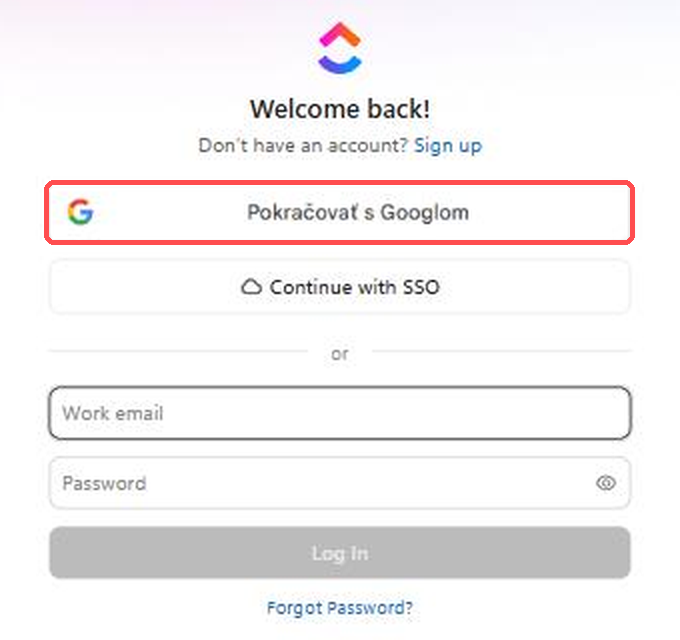 Welcome back!
Don't have an account? Sign up
Pokračovať s Googlom
Continue with SSO
or
Work email
Password
Log In
Forgot Password?